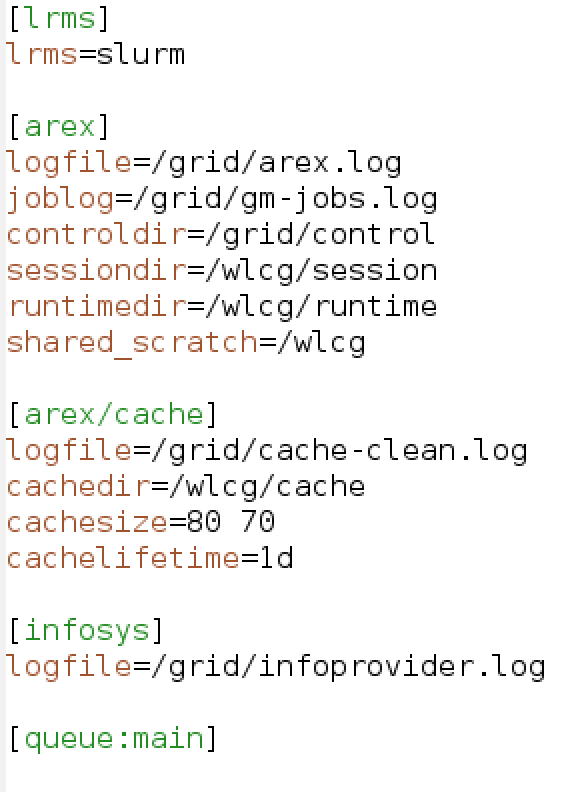 [lrms]
lrms=slurm
[arex]
logfile=/grid/arex.log
joblog=/grid/gm-jobs.log
controldir=/grid/control
sessiondir=/wlcg/session
runtimedir=/wlcg/runtime
shared_scratch=/wlcg
[arex/cache]
logfile=/grid/cache-clean.log
cachedir=/wlcg/cache
cachesize=80 70
cachelifetime=1d
[infosys]
logfile=/grid/infoprovider.log
[queue:main]